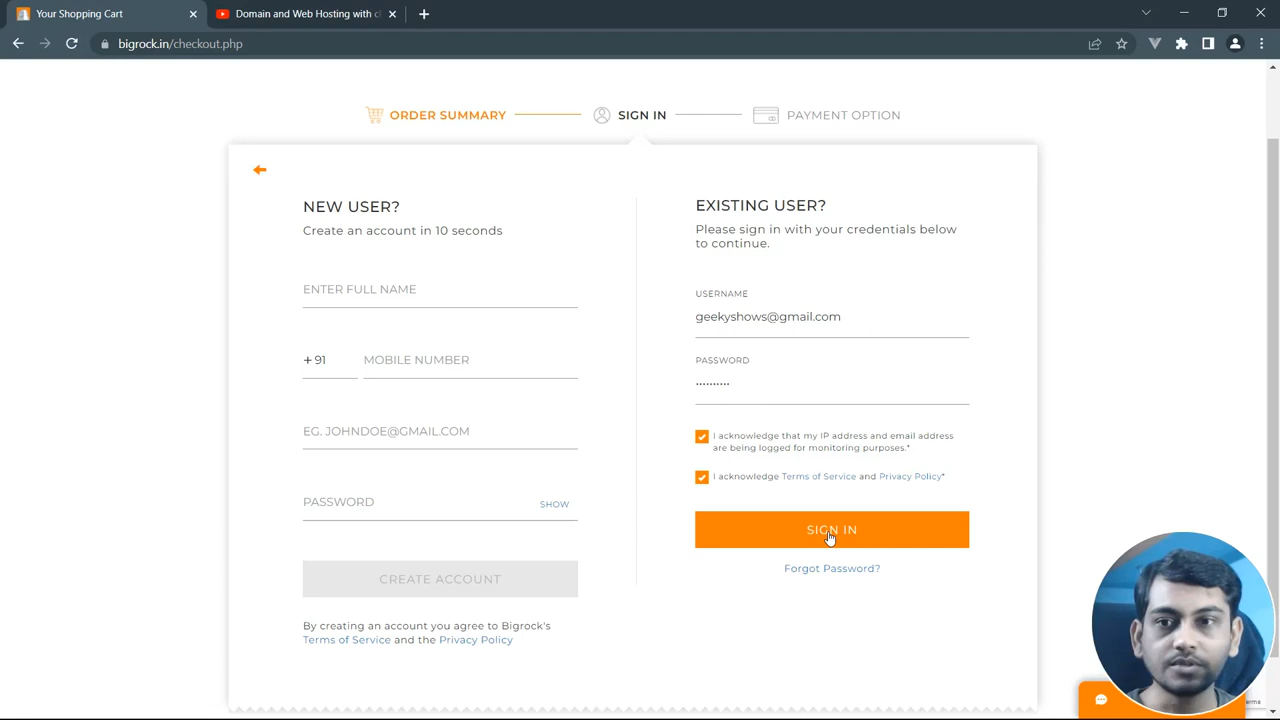 Your Shopping Cart
Domain and Web Hosting with c
bigrock.in/checkout.php
ORDER SUMMARY
SIGN IN
PAYMENT OPTION
NEW USER?
Create an account in 10 seconds
ENTER FULL NAME
+91 MOBILE NUMBER
EG. JOHNDOE@GMAIL.COM
PASSWORD SHOW
CREATE ACCOUNT
By creating an account you agree to Bigrock's
Terms of Service and the Privacy Policy
EXISTING USER?
Please sign in with your credentials below
to continue.
USERNAME
geekyshows@gmail.com
PASSWORD
··········
I acknowledge that my IP address and email address
are being logged for monitoring purposes.*
I acknowledge Terms of Service and Privacy Policy*
SIGN IN
Forgot Password?